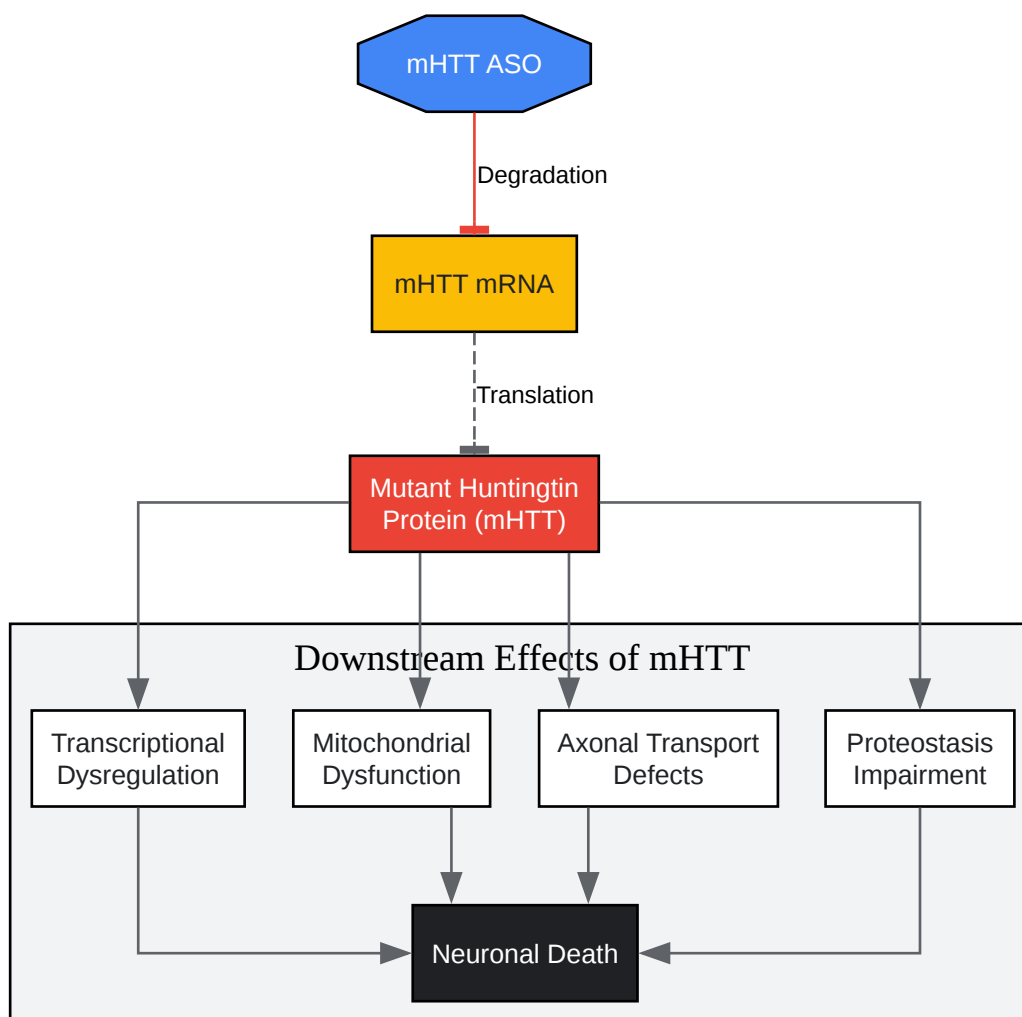 mHTT ASO
Degradation
mHTT mRNA
Translation
Mutant Huntingtin
Protein (mHTT)
Downstream Effects of mHTT
Transcriptional
Dysregulation
Mitochondrial
Dysfunction
Axonal Transport
Defects
Proteostasis
Impairment
Neuronal Death